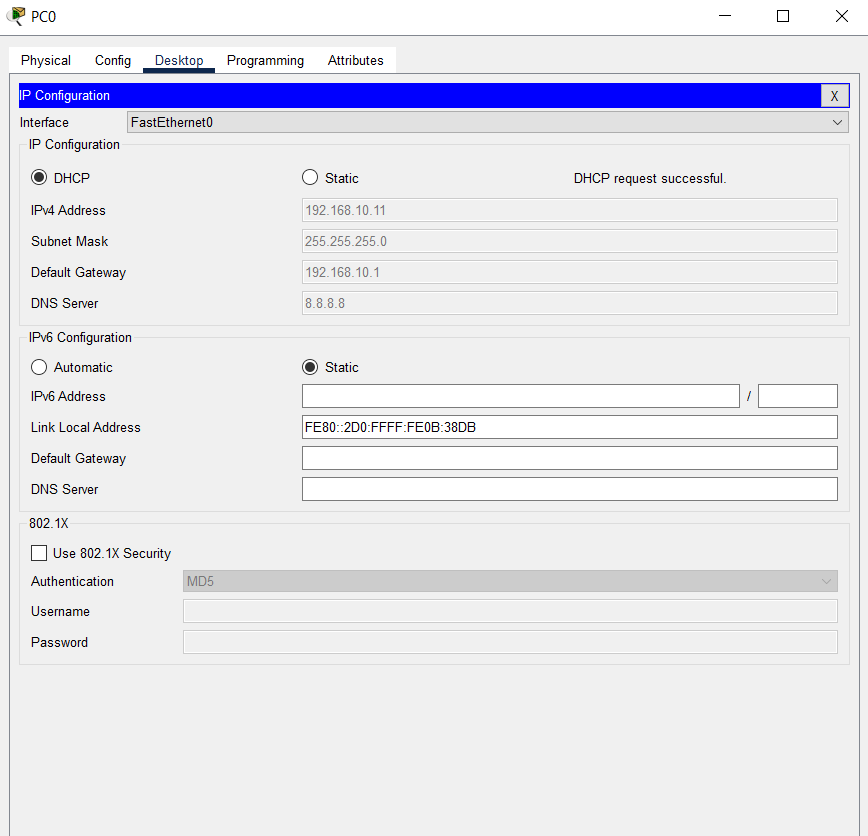 PC0
Physical Config Desktop Programming Attributes
IP Configuration X
Interface FastEthernet0
IP Configuration
DHCP Static DHCP request successful.
IPv4 Address 192.168.10.11
Subnet Mask 255.255.255.0
Default Gateway 192.168.10.1
DNS Server 8.8.8.8
IPv6 Configuration
Automatic Static
IPv6 Address /
Link Local Address FE80::2D0:FFFF:FE0B:38DB
Default Gateway
DNS Server
802.1X
Use 802.1X Security
Authentication MD5
Username
Password